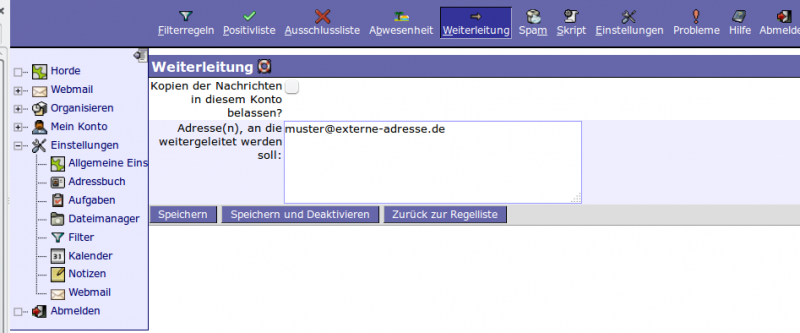 Filterregeln Positivliste Ausschlussliste Abwesenheit Weiterleitung Spam Skript Einstellungen Probleme Hilfe Abmelde
Horde
Webmail
Organisieren
Mein Konto
Einstellungen
Allgemeine Eins
Adressbuch
Aufgaben
Dateimanager
Filter
Kalender
Notizen
Webmail
Abmelden
Weiterleitung
Kopien der Nachrichten
in diesem Konto
belassen?
Adresse(n), an die
weitergeleitet werden
soll:
muster@externe-adresse.de
Speichern Speichern und Deaktivieren Zurück zur Regelliste